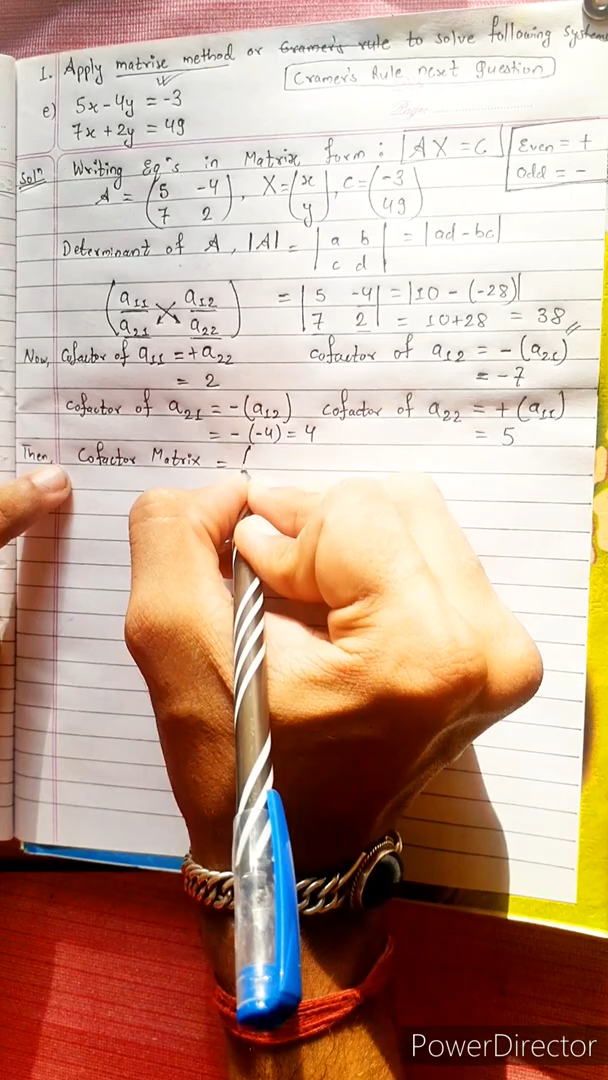 1. Apply matrise method or Cramer's rule to solve following systems
Cramer's Rule next Question
e) 5x - 4y = -3
7x + 2y = 49
Page:
Solⁿ Writing Eqⁿs in Matrix form : AX = C
Even = +
Odd = -
A = (5 -4 7 2), X = (x y), C = (-3 49)
Determinant of A, |A| = |a b c d| = |ad - bc|
(a11 a12 a21 a22) = |5 -4 7 2| = |10 - (-28)|
= 10+28 = 38
Now, Cofactor of a11 = +a22 cofactor of a12 = -(a21)
= 2 = -7
cofactor of a21 = -(a12) cofactor of a22 = +(a11)
= -(-4) = 4 = 5
Then, Cofactor Matrix = (
PowerDirector